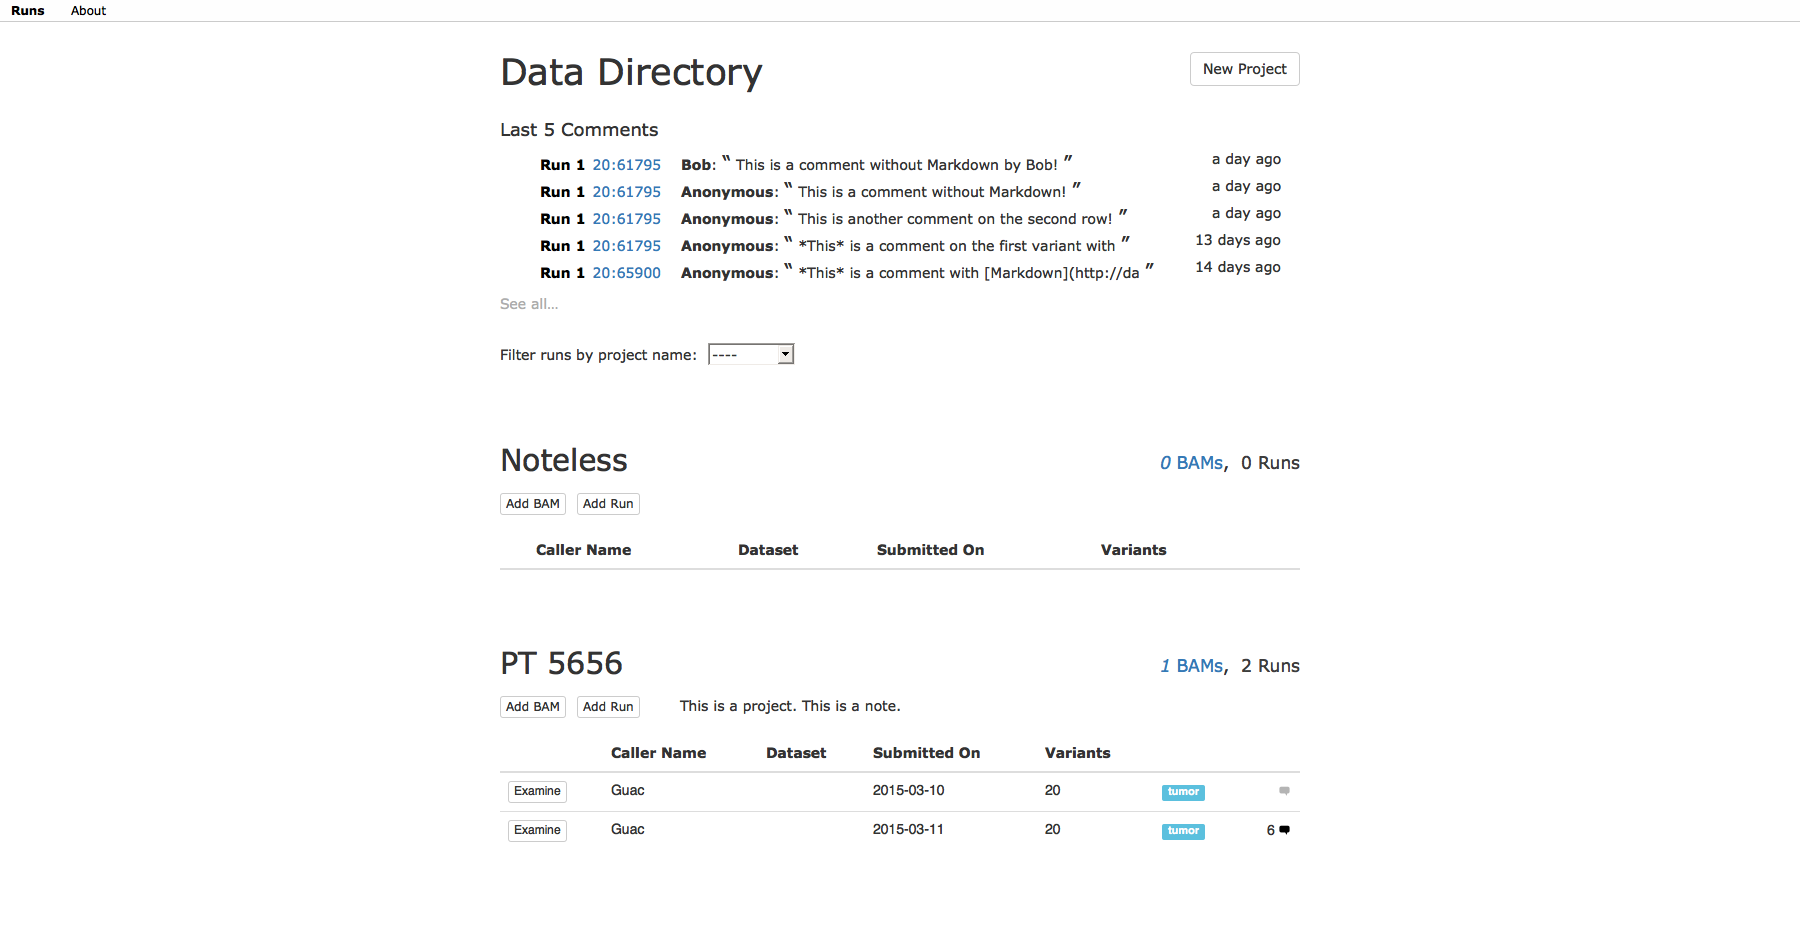 Runs About
Data Directory New Project
Last 5 Comments
Run 1 20:61795 Bob: “ This is a comment without Markdown by Bob! ” a day ago
Run 1 20:61795 Anonymous: “ This is a comment without Markdown! ” a day ago
Run 1 20:61795 Anonymous: “ This is another comment on the second row! ” a day ago
Run 1 20:61795 Anonymous: “ *This* is a comment on the first variant with ” 13 days ago
Run 1 20:65900 Anonymous: “ *This* is a comment with [Markdown](http://da ” 14 days ago
See all...
Filter runs by project name: ----
Noteless 0 BAMs, 0 Runs
Add BAM Add Run
Caller Name Dataset Submitted On Variants
PT 5656 1 BAMs, 2 Runs
Add BAM Add Run This is a project. This is a note.
Caller Name Dataset Submitted On Variants
Examine Guac 2015-03-10 20 tumor
Examine Guac 2015-03-11 20 tumor 6